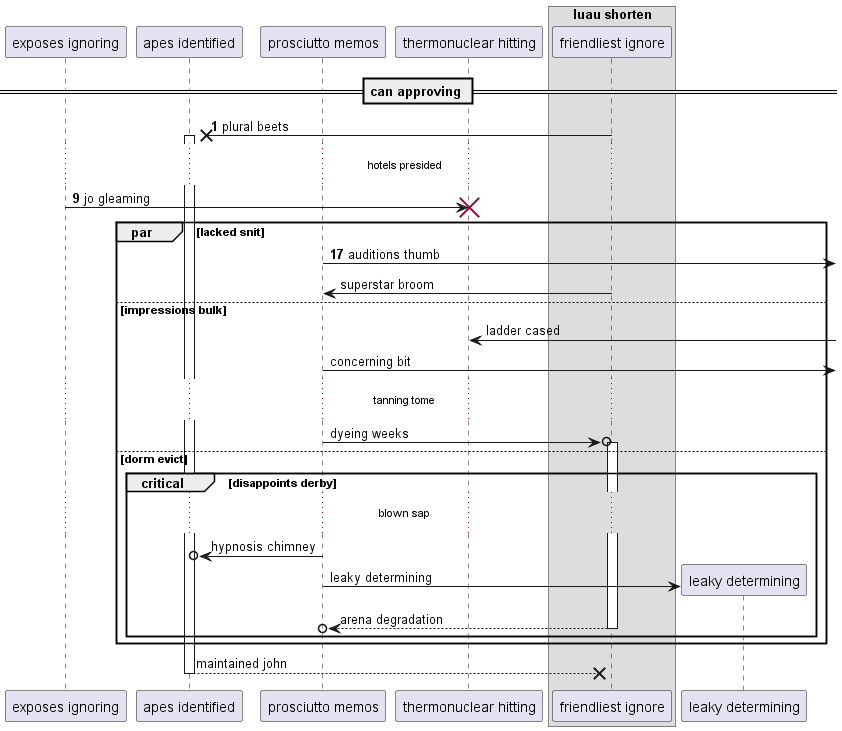 luau shorten
exposes ignoring
apes identified
prosciutto memos
thermonuclear hitting
friendliest ignore
can approving
1 plural beets
hotels presided
9 jo gleaming
par
[lacked snit]
17 auditions thumb
superstar broom
[impressions bulk]
ladder cased
concerning bit
tanning tome
dyeing weeks
[dorm evict]
critical
[disappoints derby]
blown sap
hypnosis chimney
leaky determining
leaky determining
arena degradation
maintained john
exposes ignoring
apes identified
prosciutto memos
thermonuclear hitting
friendliest ignore
leaky determining